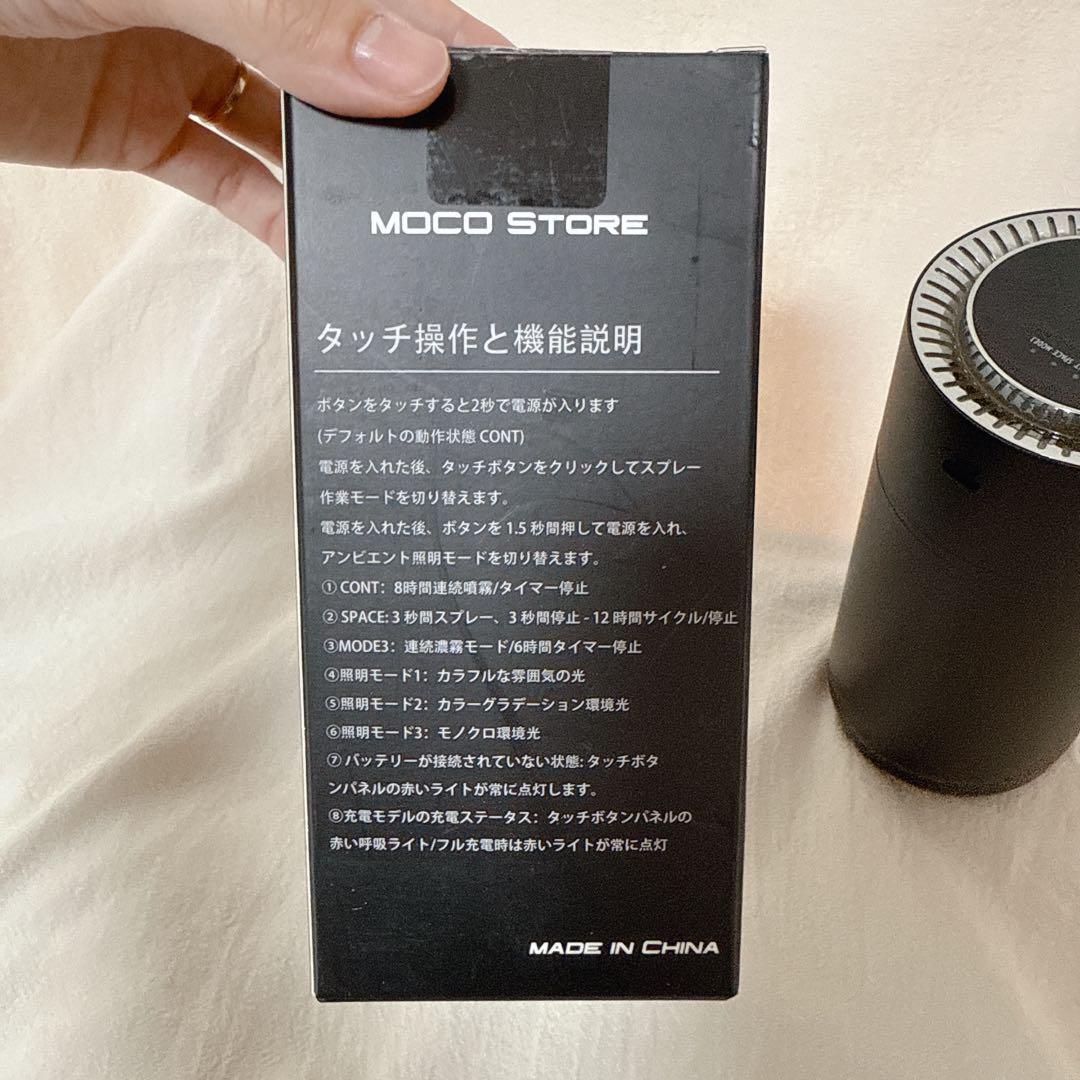 MOCO STORE
タッチ操作と機能説明
ボタンをタッチすると2秒で電源が入ります
(デフォルトの動作状態 CONT)
電源を入れた後、タッチボタンをクリックしてスプレー
作業モードを切り替えます。
電源を入れた後、ボタンを 1.5 秒間押して電源を入れ、
アンビエント照明モードを切り替えます。
① CONT：8時間連続噴霧/タイマー停止
② SPACE: 3 秒間スプレー、3 秒間停止 - 12 時間サイクル/停止
③MODE3：連続濃霧モード/6時間タイマー停止
④照明モード1：カラフルな雰囲気の光
⑤照明モード2：カラーグラデーション環境光
⑥照明モード3：モノクロ環境光
⑦ バッテリーが接続されていない状態: タッチボタ
ンパネルの赤いライトが常に点灯します。
⑧充電モデルの充電ステータス：タッチボタンパネルの
赤い呼吸ライト/フル充電時は赤いライトが常に点灯
MADE IN CHINA
SPACE MODE3